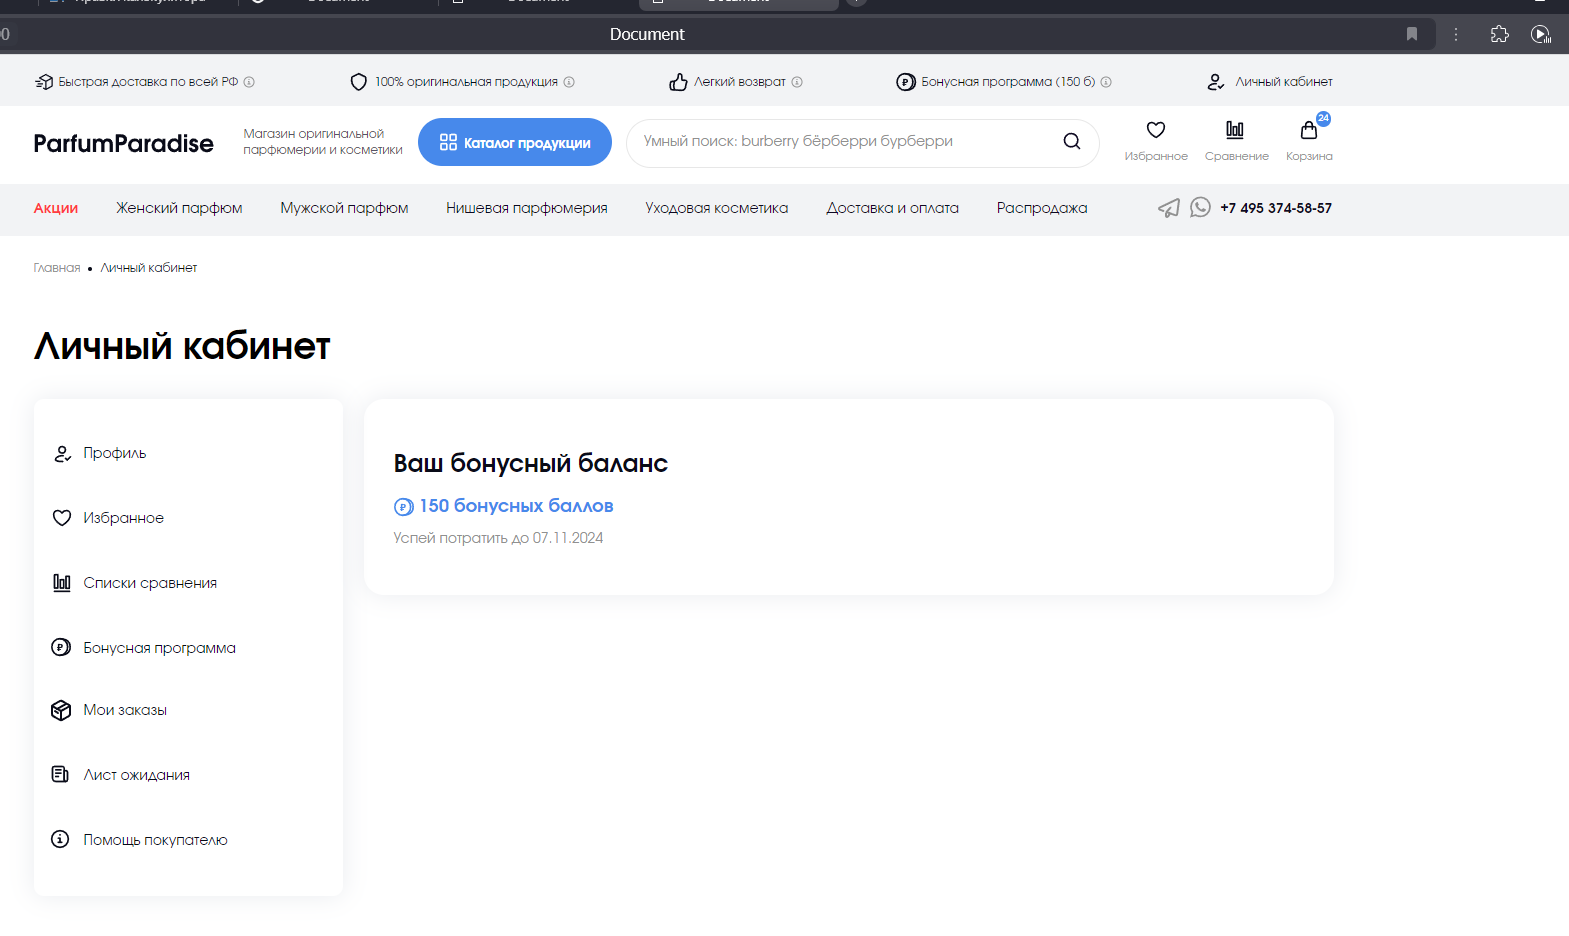 Document
Быстрая доставка по всей РФ
100% оригинальная продукция
Легкий возврат
Бонусная программа (150 б)
Личный кабинет
ParfumParadise
Магазин оригинальной
парфюмерии и косметики
Каталог продукции
Умный поиск: burberry бёрберри бурберри
Избранное
Сравнение
24
Корзина
Акции
Женский парфюм
Мужской парфюм
Нишевая парфюмерия
Уходовая косметика
Доставка и оплата
Распродажа
+7 495 374-58-57
Главная • Личный кабинет
Личный кабинет
Профиль
Избранное
Списки сравнения
Бонусная программа
Мои заказы
Лист ожидания
Помощь покупателю
Ваш бонусный баланс
150 бонусных баллов
Успей потратить до 07.11.2024